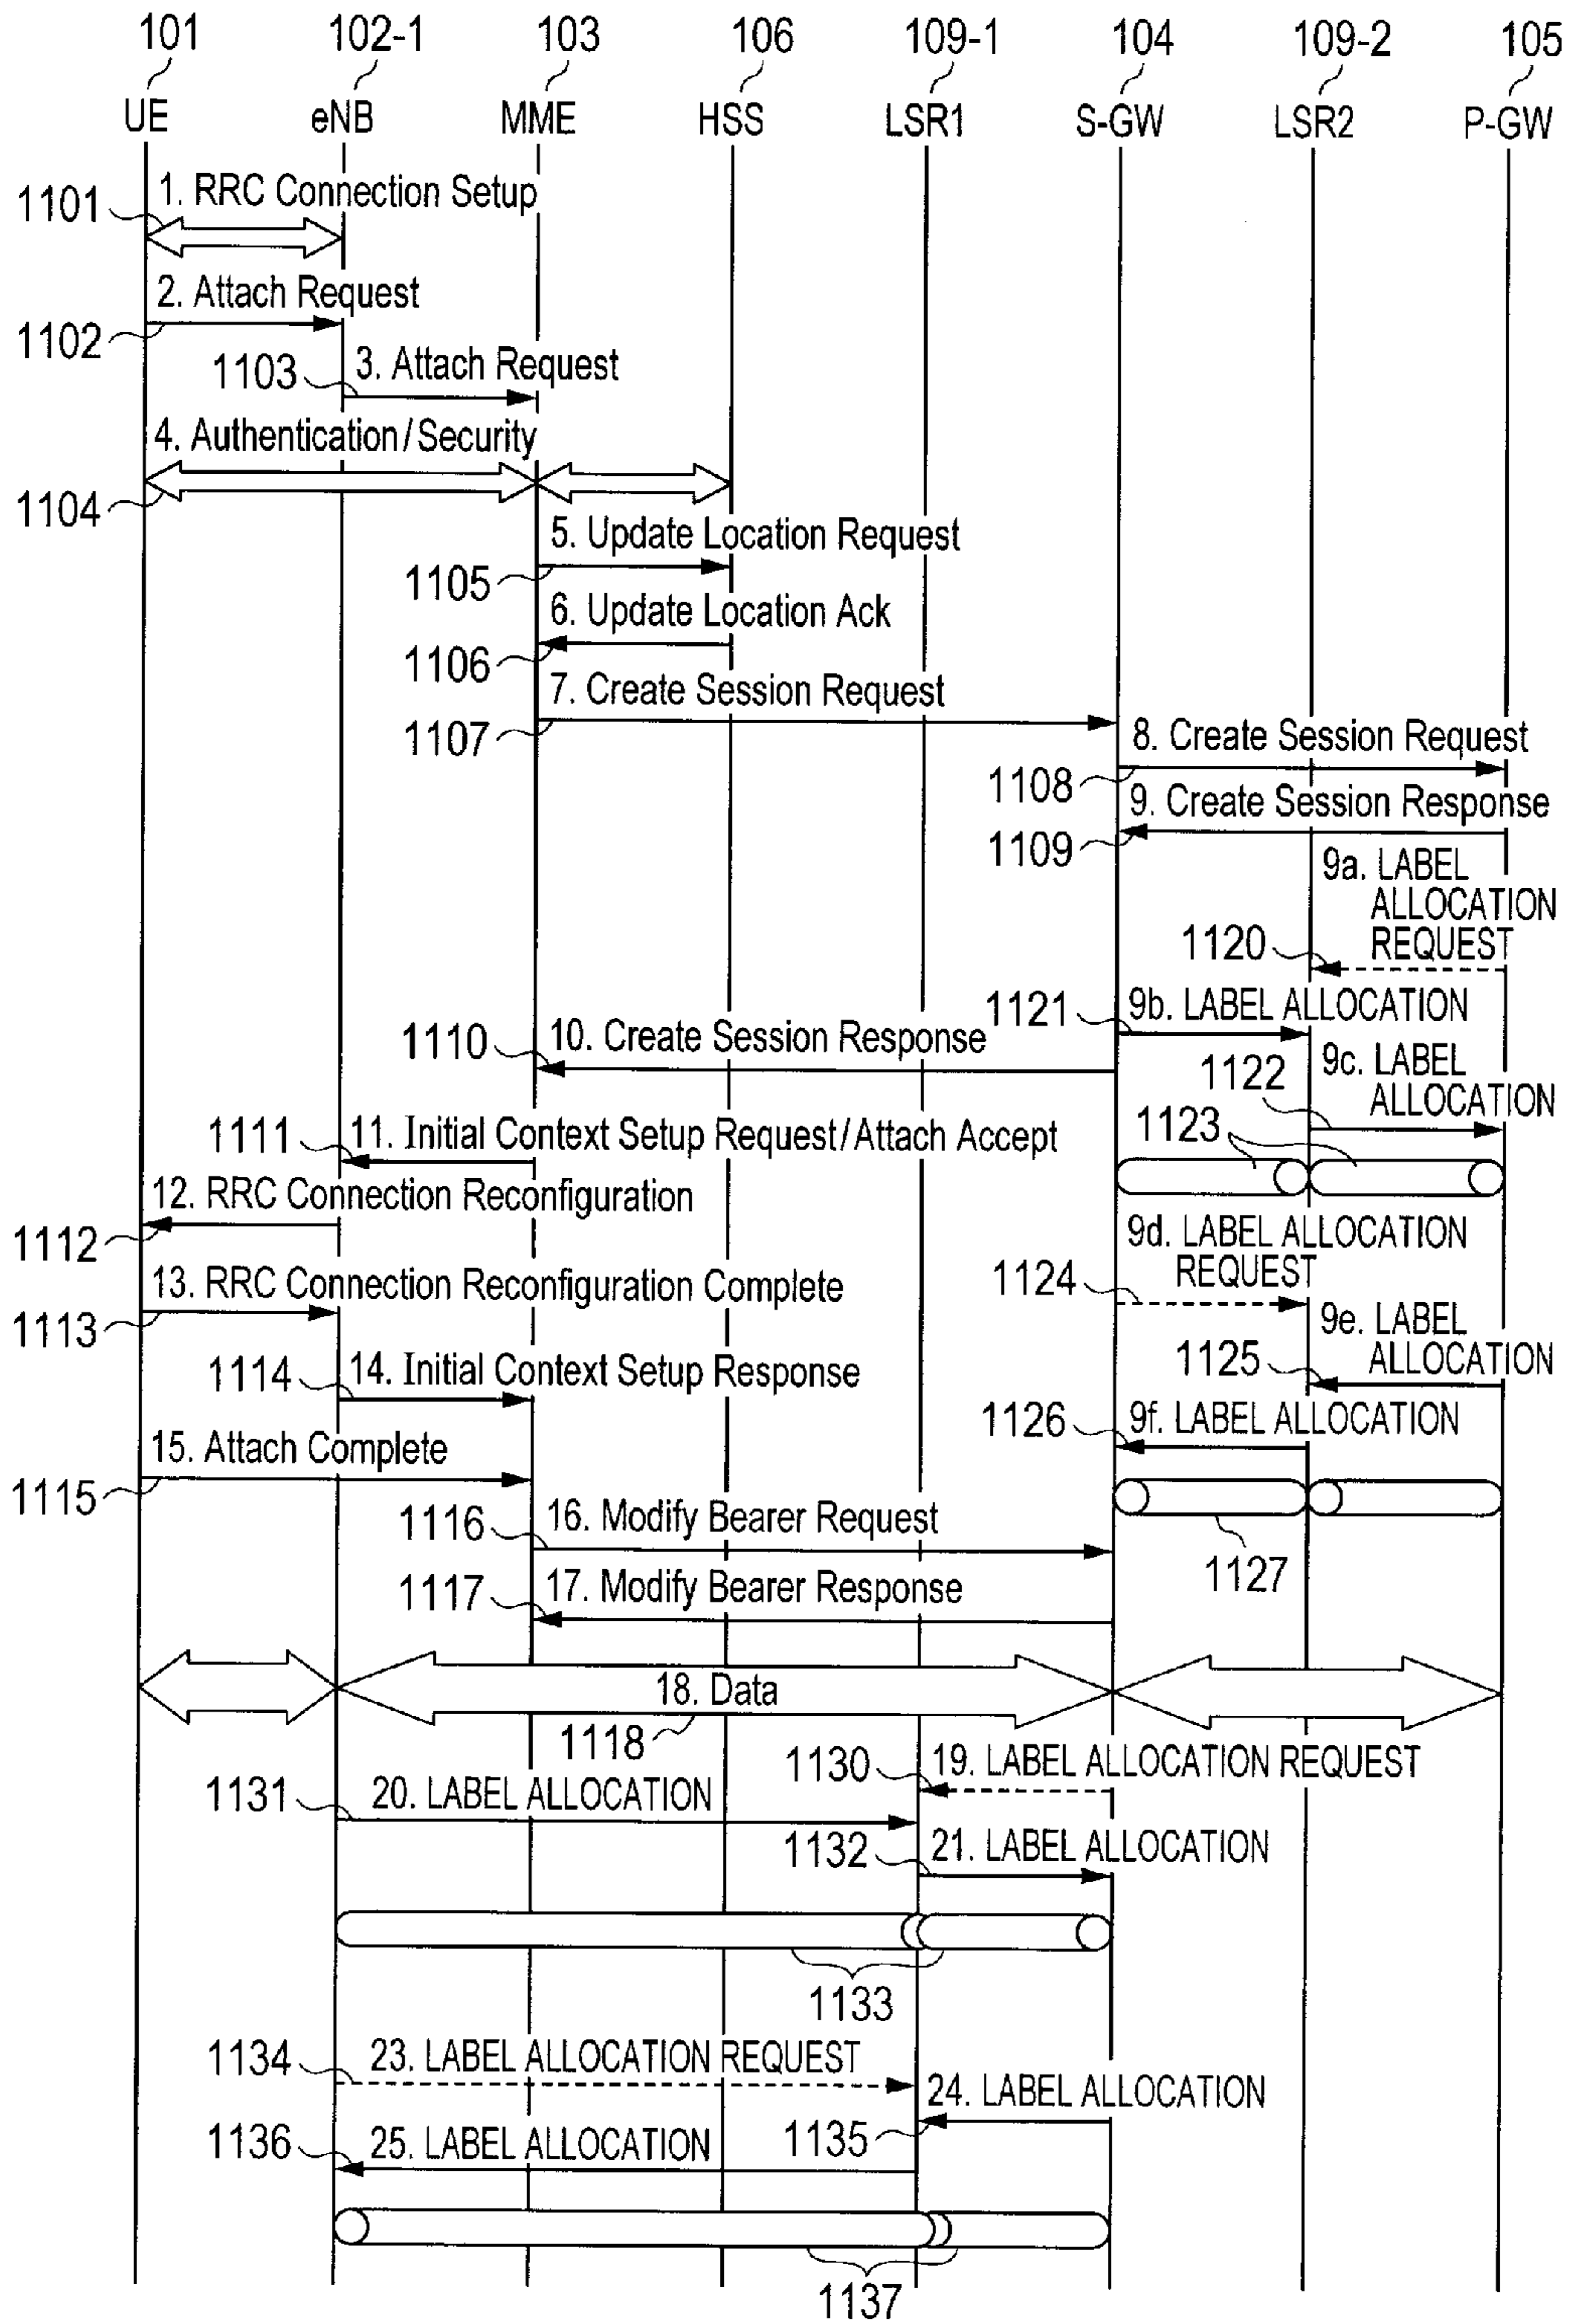 101 102-1 103 106 109-1 104 109-2 105
UE eNB MME HSS LSR1 S-GW LSR2 P-GW
1. RRC Connection Setup
1101
2. Attach Request
1102
3. Attach Request
1103
4. Authentication/Security
1104
5. Update Location Request
1105
6. Update Location Ack
1106
7. Create Session Request
1107
8. Create Session Request
1108
9. Create Session Response
1109
9a. LABEL
ALLOCATION
REQUEST
1120
9b. LABEL ALLOCATION
1121
10. Create Session Response
1110
9c. LABEL
ALLOCATION
1122
1123
11. Initial Context Setup Request/Attach Accept
1111
12. RRC Connection Reconfiguration
1112
9d. LABEL ALLOCATION
REQUEST
1124
13. RRC Connection Reconfiguration Complete
1113
9e. LABEL
ALLOCATION
1125
14. Initial Context Setup Response
1114
9f. LABEL ALLOCATION
1126
15. Attach Complete
1115
16. Modify Bearer Request
1116
1127
17. Modify Bearer Response
1117
18. Data
1118
19. LABEL ALLOCATION REQUEST
1130
20. LABEL ALLOCATION
1131
21. LABEL ALLOCATION
1132
1133
23. LABEL ALLOCATION REQUEST
1134
24. LABEL ALLOCATION
1135
25. LABEL ALLOCATION
1136
1137